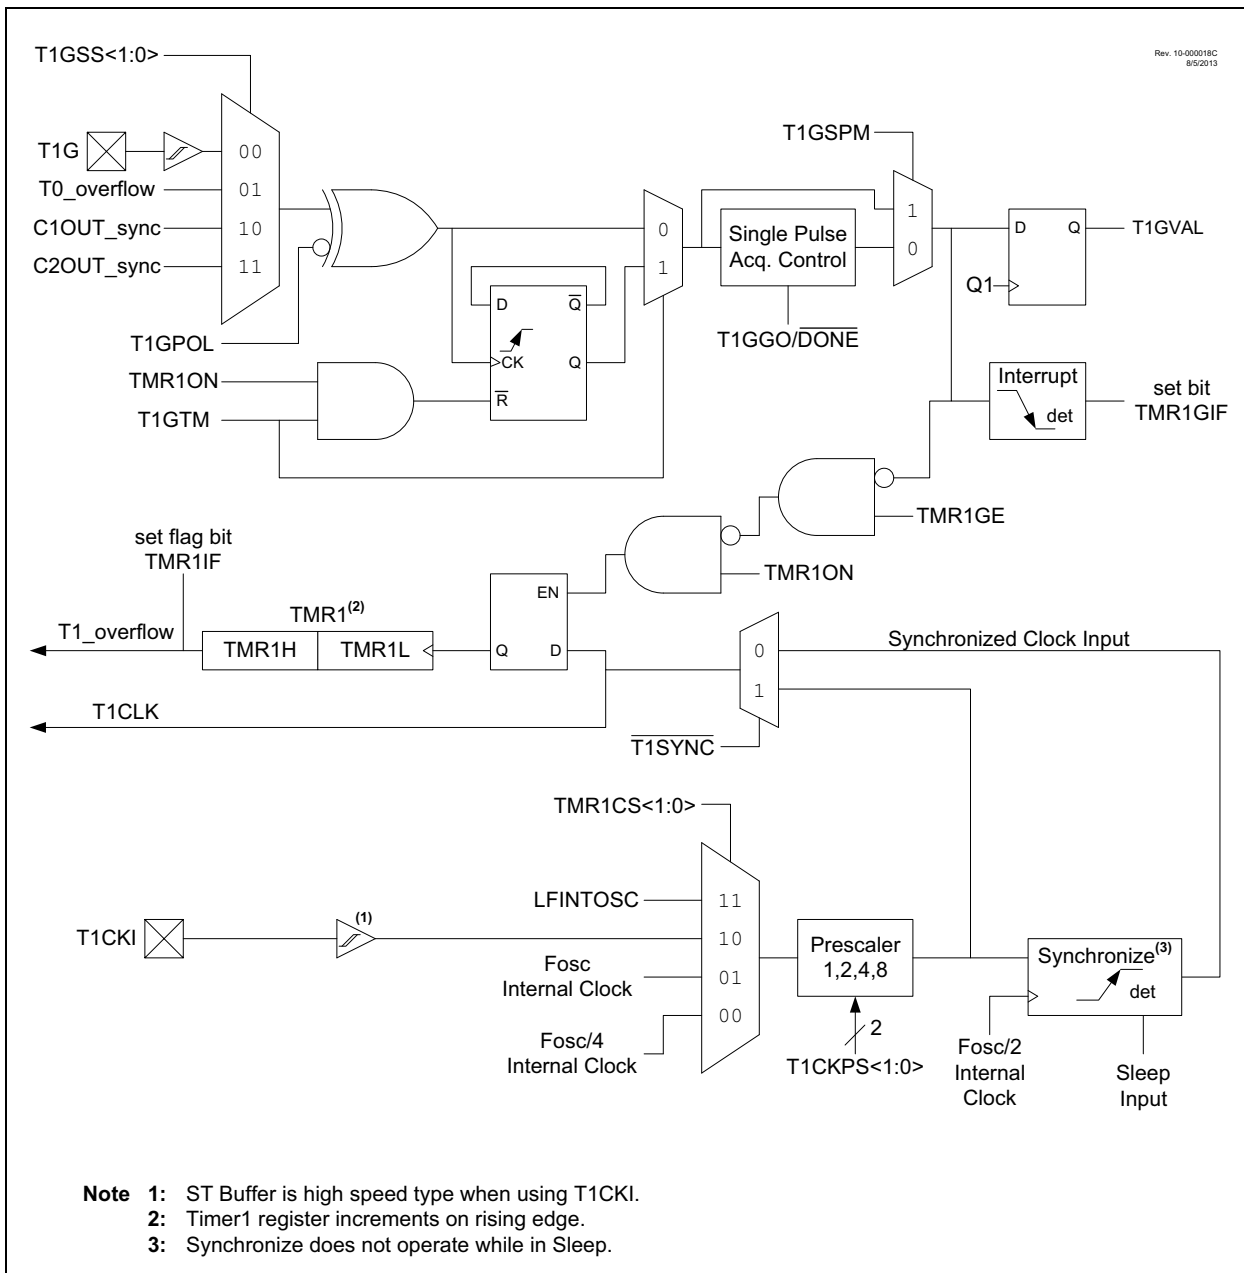 Rev. 10-000018C
8/5/2013
T1GSS<1:0>
T1G
T0_overflow
C1OUT_sync
C2OUT_sync
00
01
10
11
T1GPOL
TMR1ON
T1GTM
D
Q
CK
Q
R
0
1
T1GSPM
Single Pulse
Acq. Control
T1GGO/DONE
1
0
D
Q
Q1
T1GVAL
Interrupt
det
set bit
TMR1GIF
TMR1GE
TMR1ON
set flag bit
TMR1IF
TMR1(2)
T1_overflow
TMR1H
TMR1L
EN
Q
D
T1CLK
0
1
Synchronized Clock Input
T1SYNC
TMR1CS<1:0>
T1CKI
(1)
LFINTOSC
Fosc
Internal Clock
Fosc/4
Internal Clock
11
10
01
00
Prescaler
1,2,4,8
2
T1CKPS<1:0>
Synchronize(3)
det
Fosc/2
Internal
Clock
Sleep
Input
Note 1: ST Buffer is high speed type when using T1CKI.
2: Timer1 register increments on rising edge.
3: Synchronize does not operate while in Sleep.